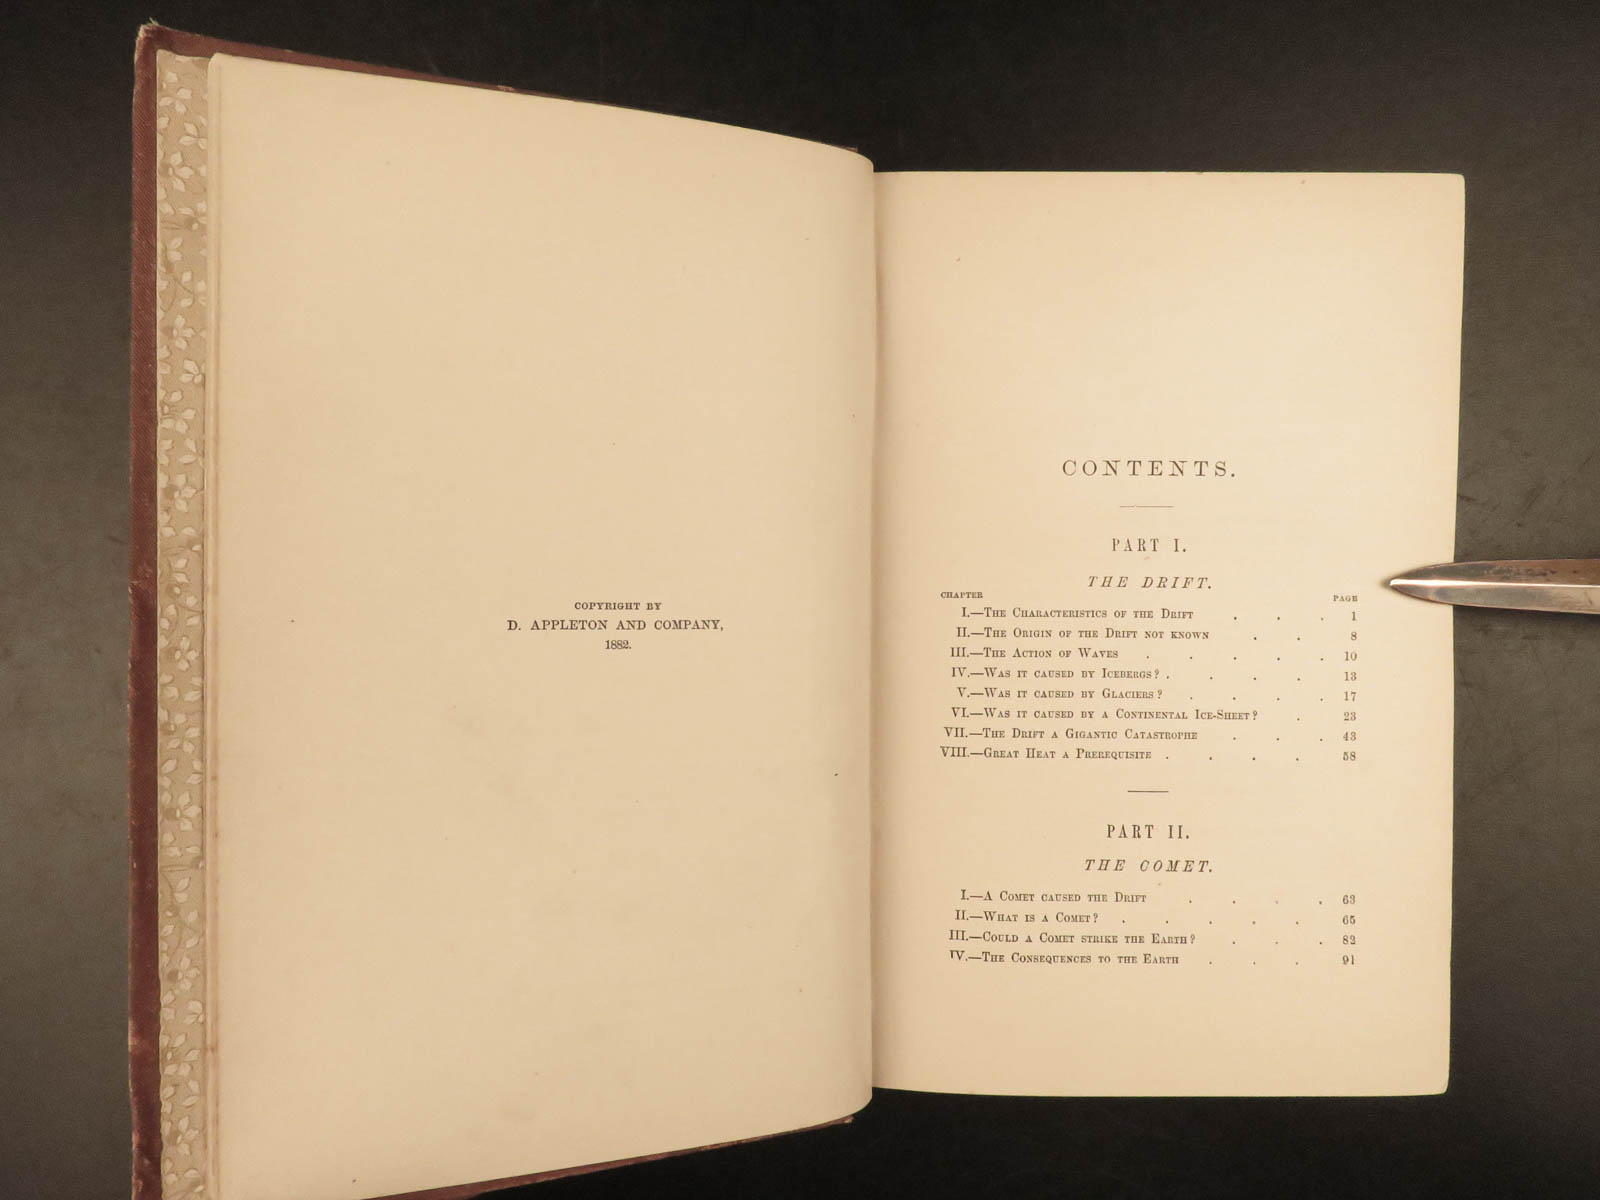 COPYRIGHT BY
D. APPLETON AND COMPANY,
1882.
CONTENTS.
PART I.
THE DRIFT.
CHAPTER PAGE
I.—The Characteristics of the Drift . . . 1
II.—The Origin of the Drift not known . . 8
III.—The Action of Waves . . . . . 10
IV.—Was it caused by Icebergs? . . . . 13
V.—Was it caused by Glaciers? . . . . 17
VI.—Was it caused by a Continental Ice-Sheet? . 23
VII.—The Drift a Gigantic Catastrophe . . . 43
VIII.—Great Heat a Prerequisite . . . . 58
PART II.
THE COMET.
I.—A Comet caused the Drift . . . . 63
II.—What is a Comet? . . . . . 65
III.—Could a Comet strike the Earth? . . . 82
IV.—The Consequences to the Earth . . . 91